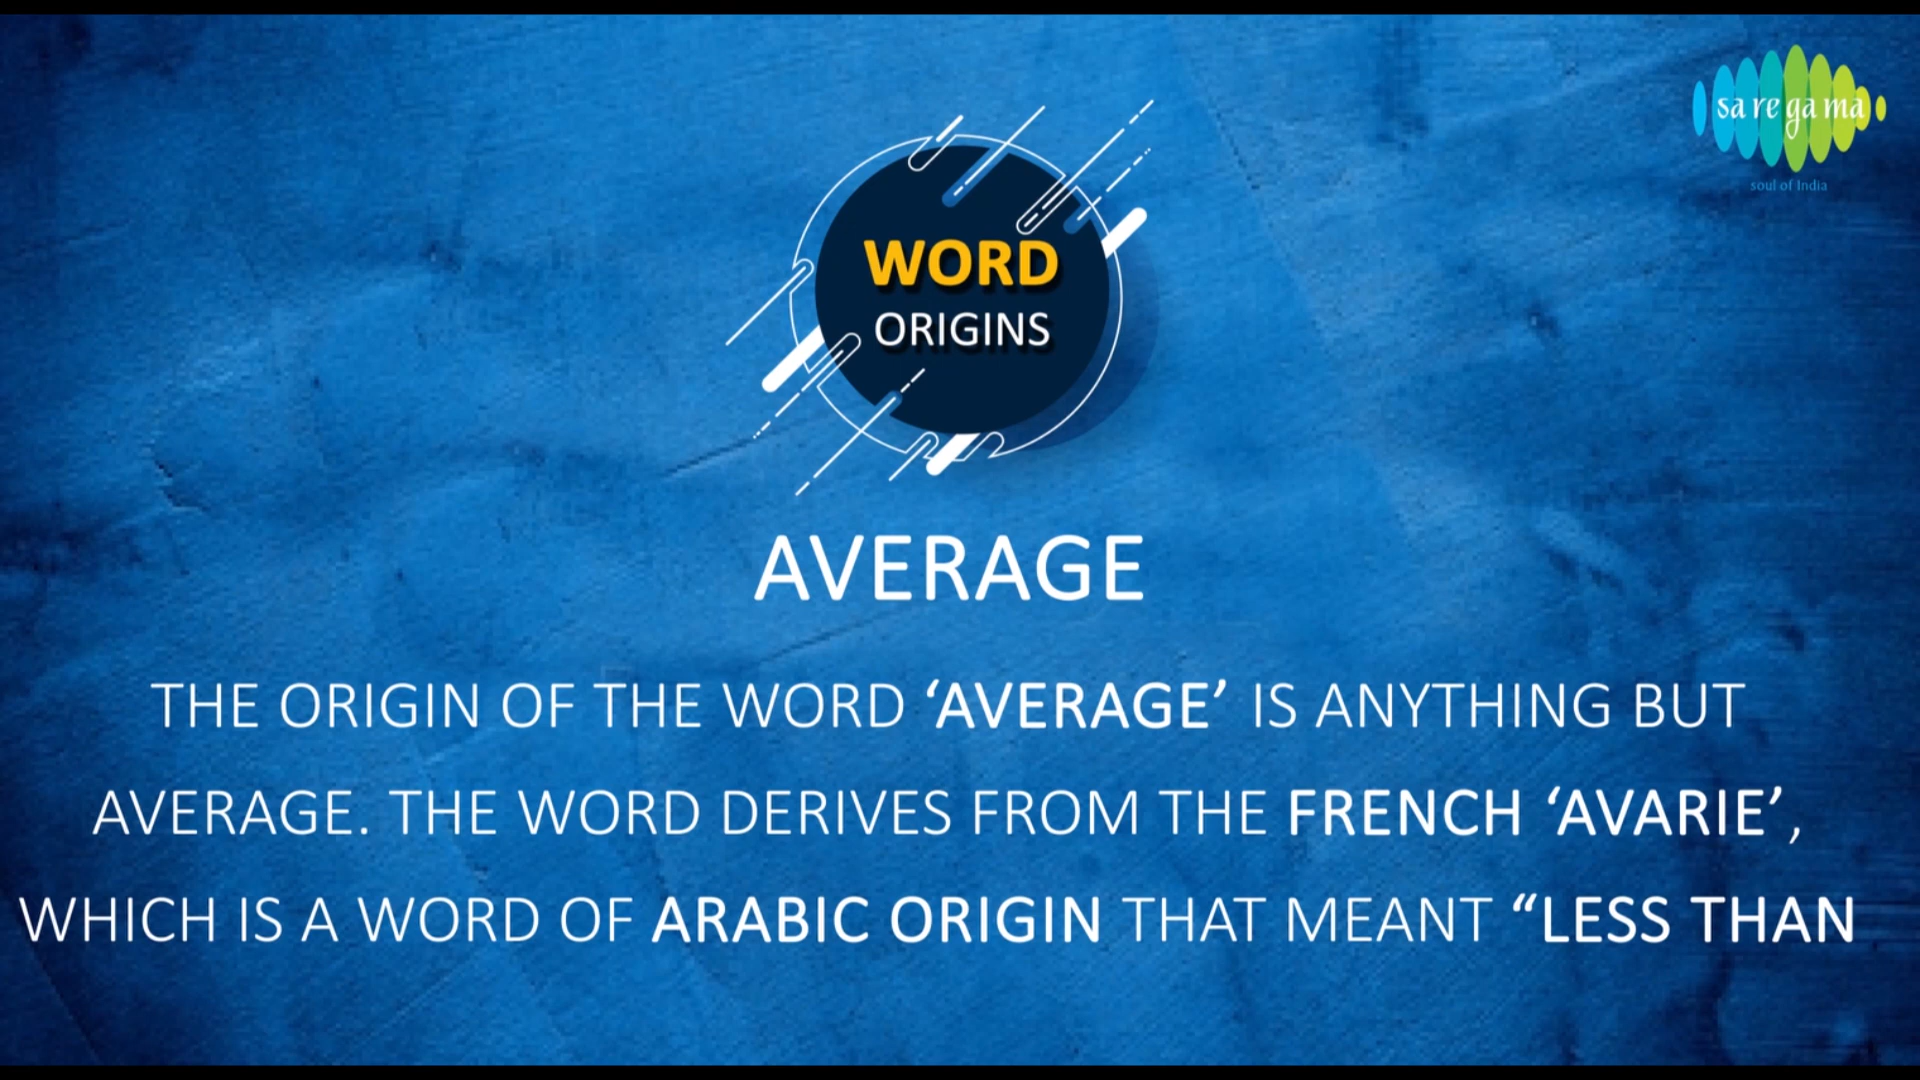 sa re ga ma
soul of India
WORD
ORIGINS
AVERAGE
THE ORIGIN OF THE WORD ‘AVERAGE’ IS ANYTHING BUT
AVERAGE. THE WORD DERIVES FROM THE FRENCH ‘AVARIE’,
WHICH IS A WORD OF ARABIC ORIGIN THAT MEANT “LESS THAN